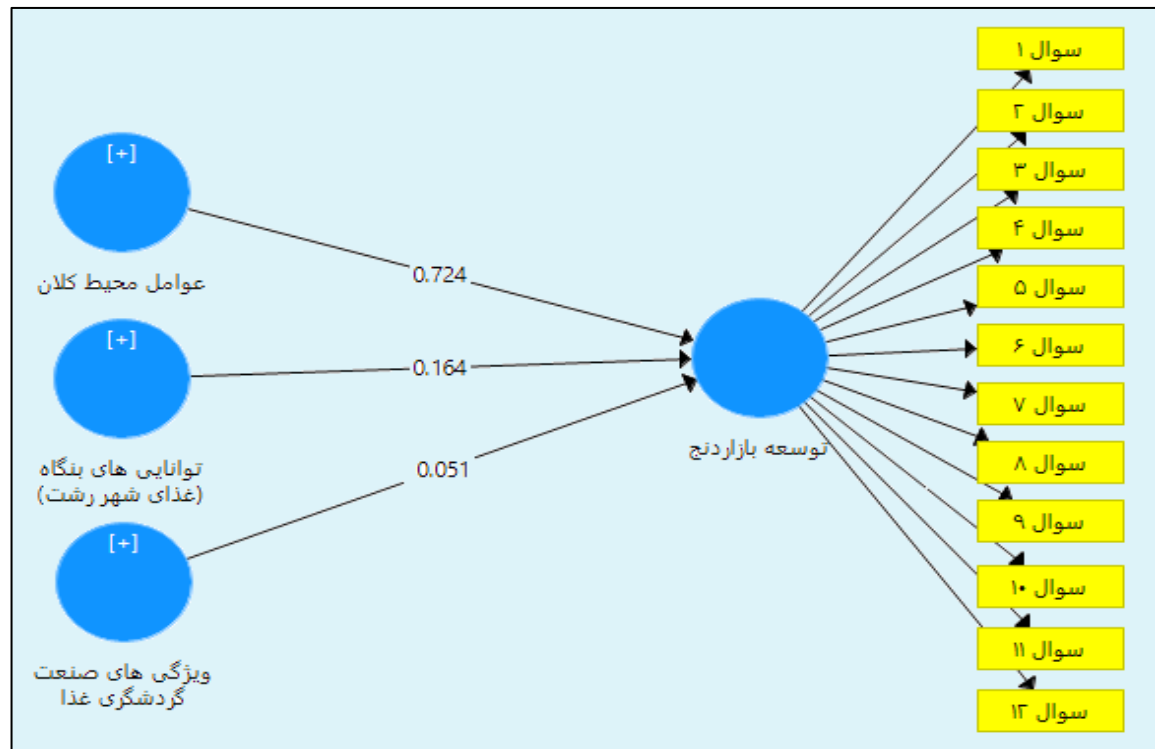 [+]
عوامل محیط کلان
[+]
توانایی های بنگاه
(غذای شهر رشت)
[+]
ویژگی های صنعت
گردشگری غذا
0.724
0.164
0.051
توسعه بازاردنج
سوال ۱
سوال ۲
سوال ۳
سوال ۴
سوال ۵
سوال ۶
سوال ۷
سوال ۸
سوال ۹
سوال ۱۰
سوال ۱۱
سوال ۱۲